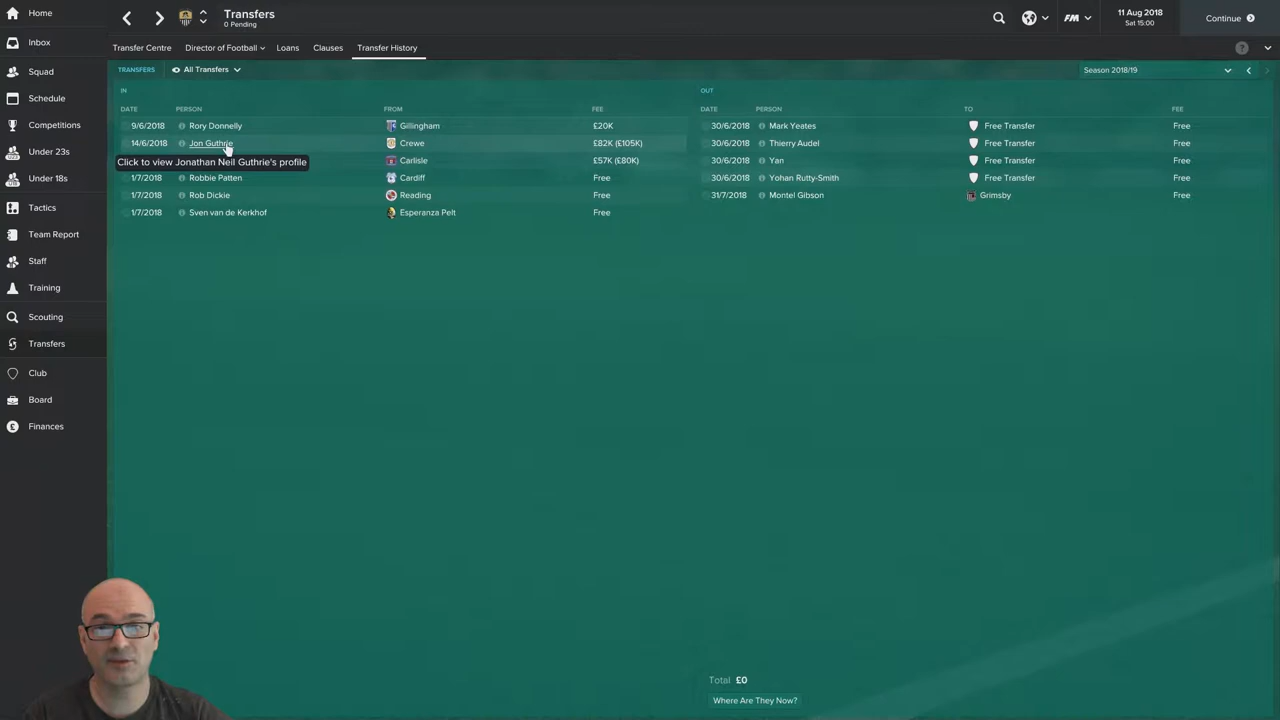 Home
Transfers
0 Pending
FM
11 Aug 2018
Sat 15:00
Continue
Inbox
Transfer Centre
Director of Football
Loans
Clauses
Transfer History
?
Squad
TRANSFERS
All Transfers
Season 2018/19
Schedule
IN
OUT
DATE PERSON FROM FEE
DATE PERSON TO FEE
Competitions
9/6/2018 Rory Donnelly Gillingham £20K
30/6/2018 Mark Yeates Free Transfer Free
14/6/2018 Jon Guthrie Crewe £82K (£105K)
30/6/2018 Thierry Audel Free Transfer Free
Under 23s
Click to view Jonathan Neil Guthrie's profile
Carlisle £57K (£80K)
30/6/2018 Yan Free Transfer Free
Under 18s
1/7/2018 Robbie Patten Cardiff Free
30/6/2018 Yohan Rutty-Smith Free Transfer Free
1/7/2018 Rob Dickie Reading Free
31/7/2018 Montel Gibson Grimsby Free
Tactics
1/7/2018 Sven van de Kerkhof Esperanza Pelt Free
Team Report
Staff
Training
Scouting
Transfers
Club
Board
Finances
Total £0
Where Are They Now?